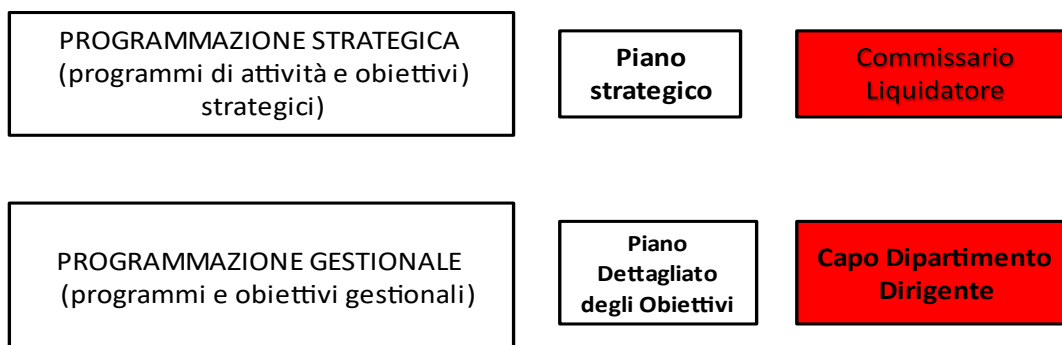 PROGRAMMAZIONE STRATEGICA
(programmi di attività e obiettivi)
strategici)
Piano
strategico
Commissario
Liquidatore
PROGRAMMAZIONE GESTIONALE
(programmi e obiettivi gestionali)
Piano
Dettagliato
degli Obiettivi
Capo Dipartimento
Dirigente